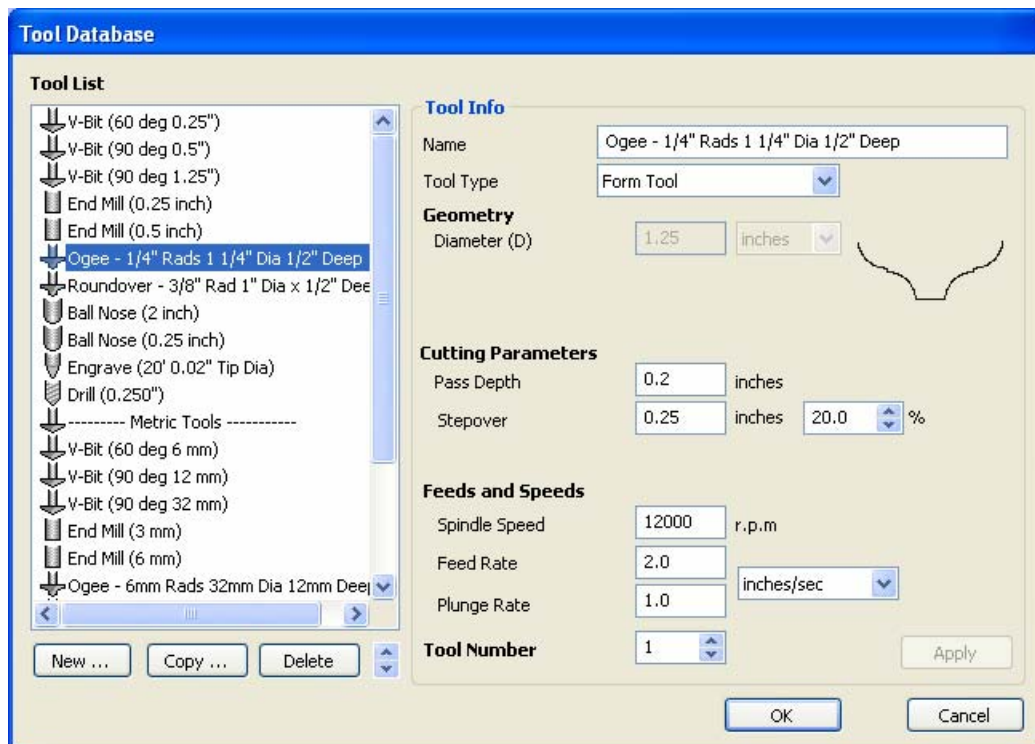 Tool Database
Tool List
V-Bit (60 deg 0.25")
V-Bit (90 deg 0.5")
V-Bit (90 deg 1.25")
End Mill (0.25 inch)
End Mill (0.5 inch)
Ogee - 1/4" Rads 1 1/4" Dia 1/2" Deep
Roundover - 3/8" Rad 1" Dia x 1/2" Dee
Ball Nose (2 inch)
Ball Nose (0.25 inch)
Engrave (20' 0.02" Tip Dia)
Drill (0.250")
--------- Metric Tools -----------
V-Bit (60 deg 6 mm)
V-Bit (90 deg 12 mm)
V-Bit (90 deg 32 mm)
End Mill (3 mm)
End Mill (6 mm)
Ogee - 6mm Rads 32mm Dia 12mm Deep
New ...
Copy ...
Delete
Tool Info
Name Ogee - 1/4" Rads 1 1/4" Dia 1/2" Deep
Tool Type Form Tool
Geometry
Diameter (D) 1.25 inches
Cutting Parameters
Pass Depth 0.2 inches
Stepover 0.25 inches 20.0 %
Feeds and Speeds
Spindle Speed 12000 r.p.m
Feed Rate 2.0
inches/sec
Plunge Rate 1.0
Tool Number 1
Apply
OK
Cancel